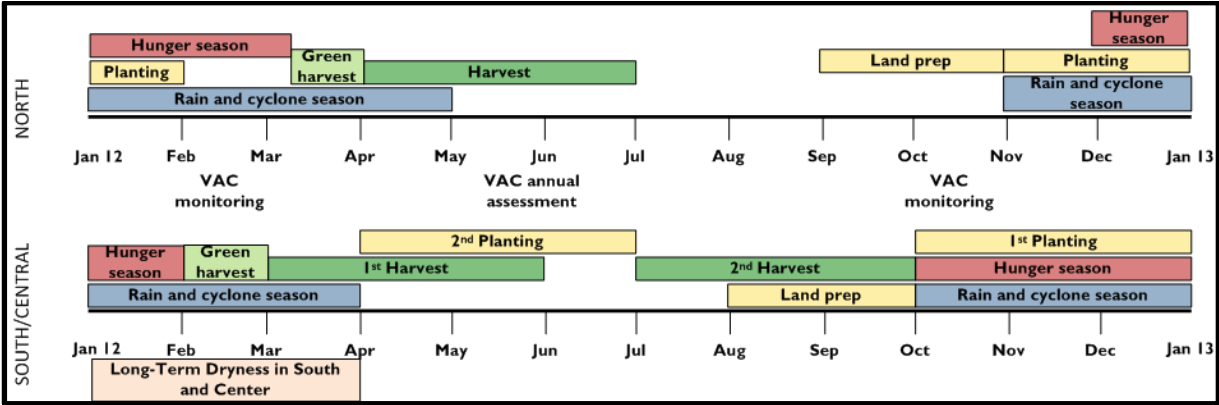 NORTH
Hunger season
Hunger
season
Green
harvest
Planting
Harvest
Land prep
Planting
Rain and cyclone season
Rain and cyclone
season
Jan 12 Feb Mar Apr May Jun Jul Aug Sep Oct Nov Dec Jan 13
VAC
monitoring
VAC annual
assessment
VAC
monitoring
SOUTH/CENTRAL
2nd Planting
1st Planting
Hunger
season
Green
harvest
1st Harvest
2nd Harvest
Hunger season
Rain and cyclone season
Land prep
Rain and cyclone season
Jan 12 Feb Mar Apr May Jun Jul Aug Sep Oct Nov Dec Jan 13
Long-Term Dryness in South
and Center